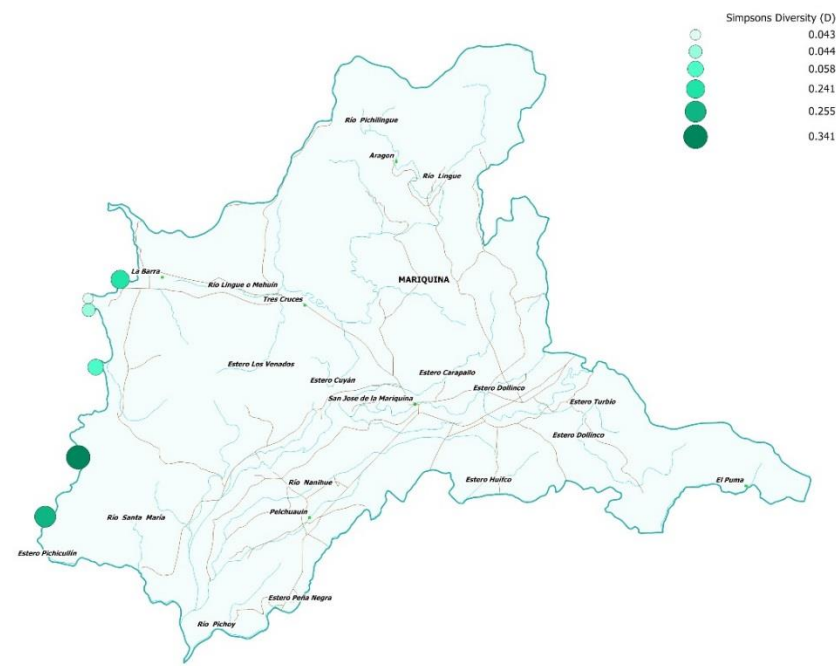 Simpsons Diversity (D)
0.043
0.044
0.058
0.241
0.255
0.341
Río Pichilingue
Aragon
Río Lingue
La Barra
Río Lingue o Mehuín
MARIQUINA
Tres Cruces
Estero Los Venados
Estero Cuyán
Estero Carapallo
San Jose de la Mariquina
Estero Dollinco
Estero Turbio
Estero Dollinco
Río Nanihue
Estero Huifco
El Puma
Río Santa María
Pelchuauin
Estero Pichicuilín
Estero Peña Negra
Río Pichoy